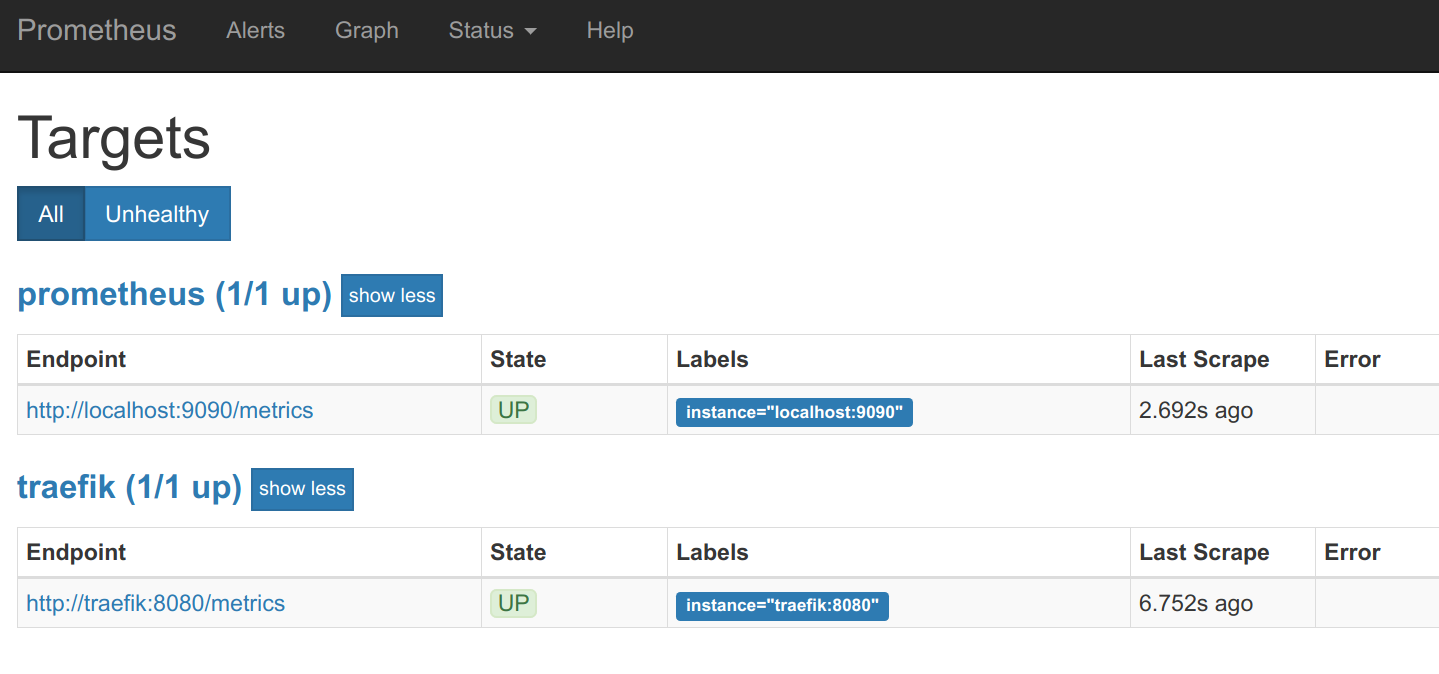 Prometheus Alerts Graph Status Help
Targets
All Unhealthy
prometheus (1/1 up) show less
Endpoint State Labels Last Scrape Error
http://localhost:9090/metrics UP instance="localhost:9090" 2.692s ago
traefik (1/1 up) show less
Endpoint State Labels Last Scrape Error
http://traefik:8080/metrics UP instance="traefik:8080" 6.752s ago